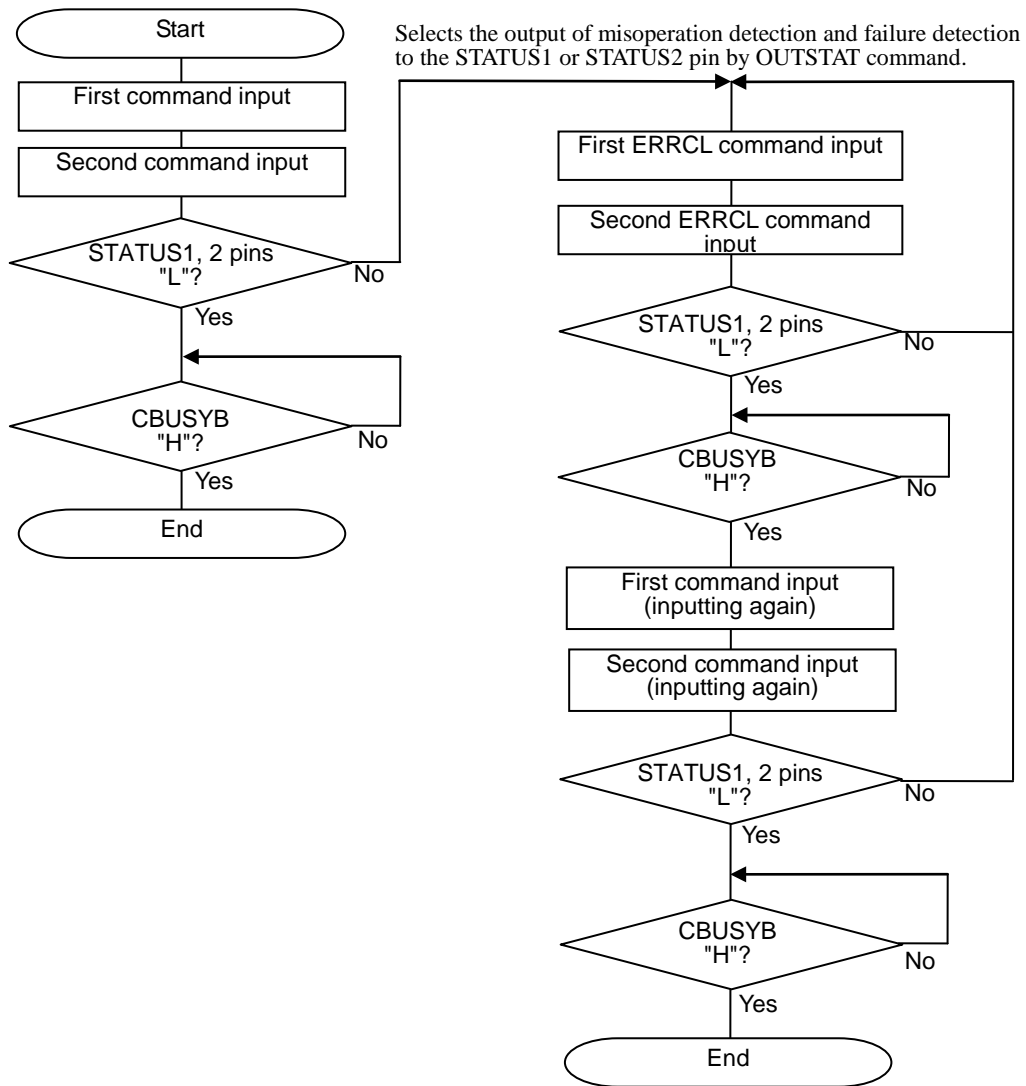 Start
First command input
Second command input
STATUS1, 2 pins
"L"?
No
Yes
CBUSYB
"H"?
No
Yes
End
Selects the output of misoperation detection and failure detection
to the STATUS1 or STATUS2 pin by OUTSTAT command.
First ERRCL command input
Second ERRCL command
input
STATUS1, 2 pins
"L"?
No
Yes
CBUSYB
"H"?
No
Yes
First command input
(inputting again)
Second command input
(inputting again)
STATUS1, 2 pins
"L"?
No
Yes
CBUSYB
"H"?
No
Yes
End